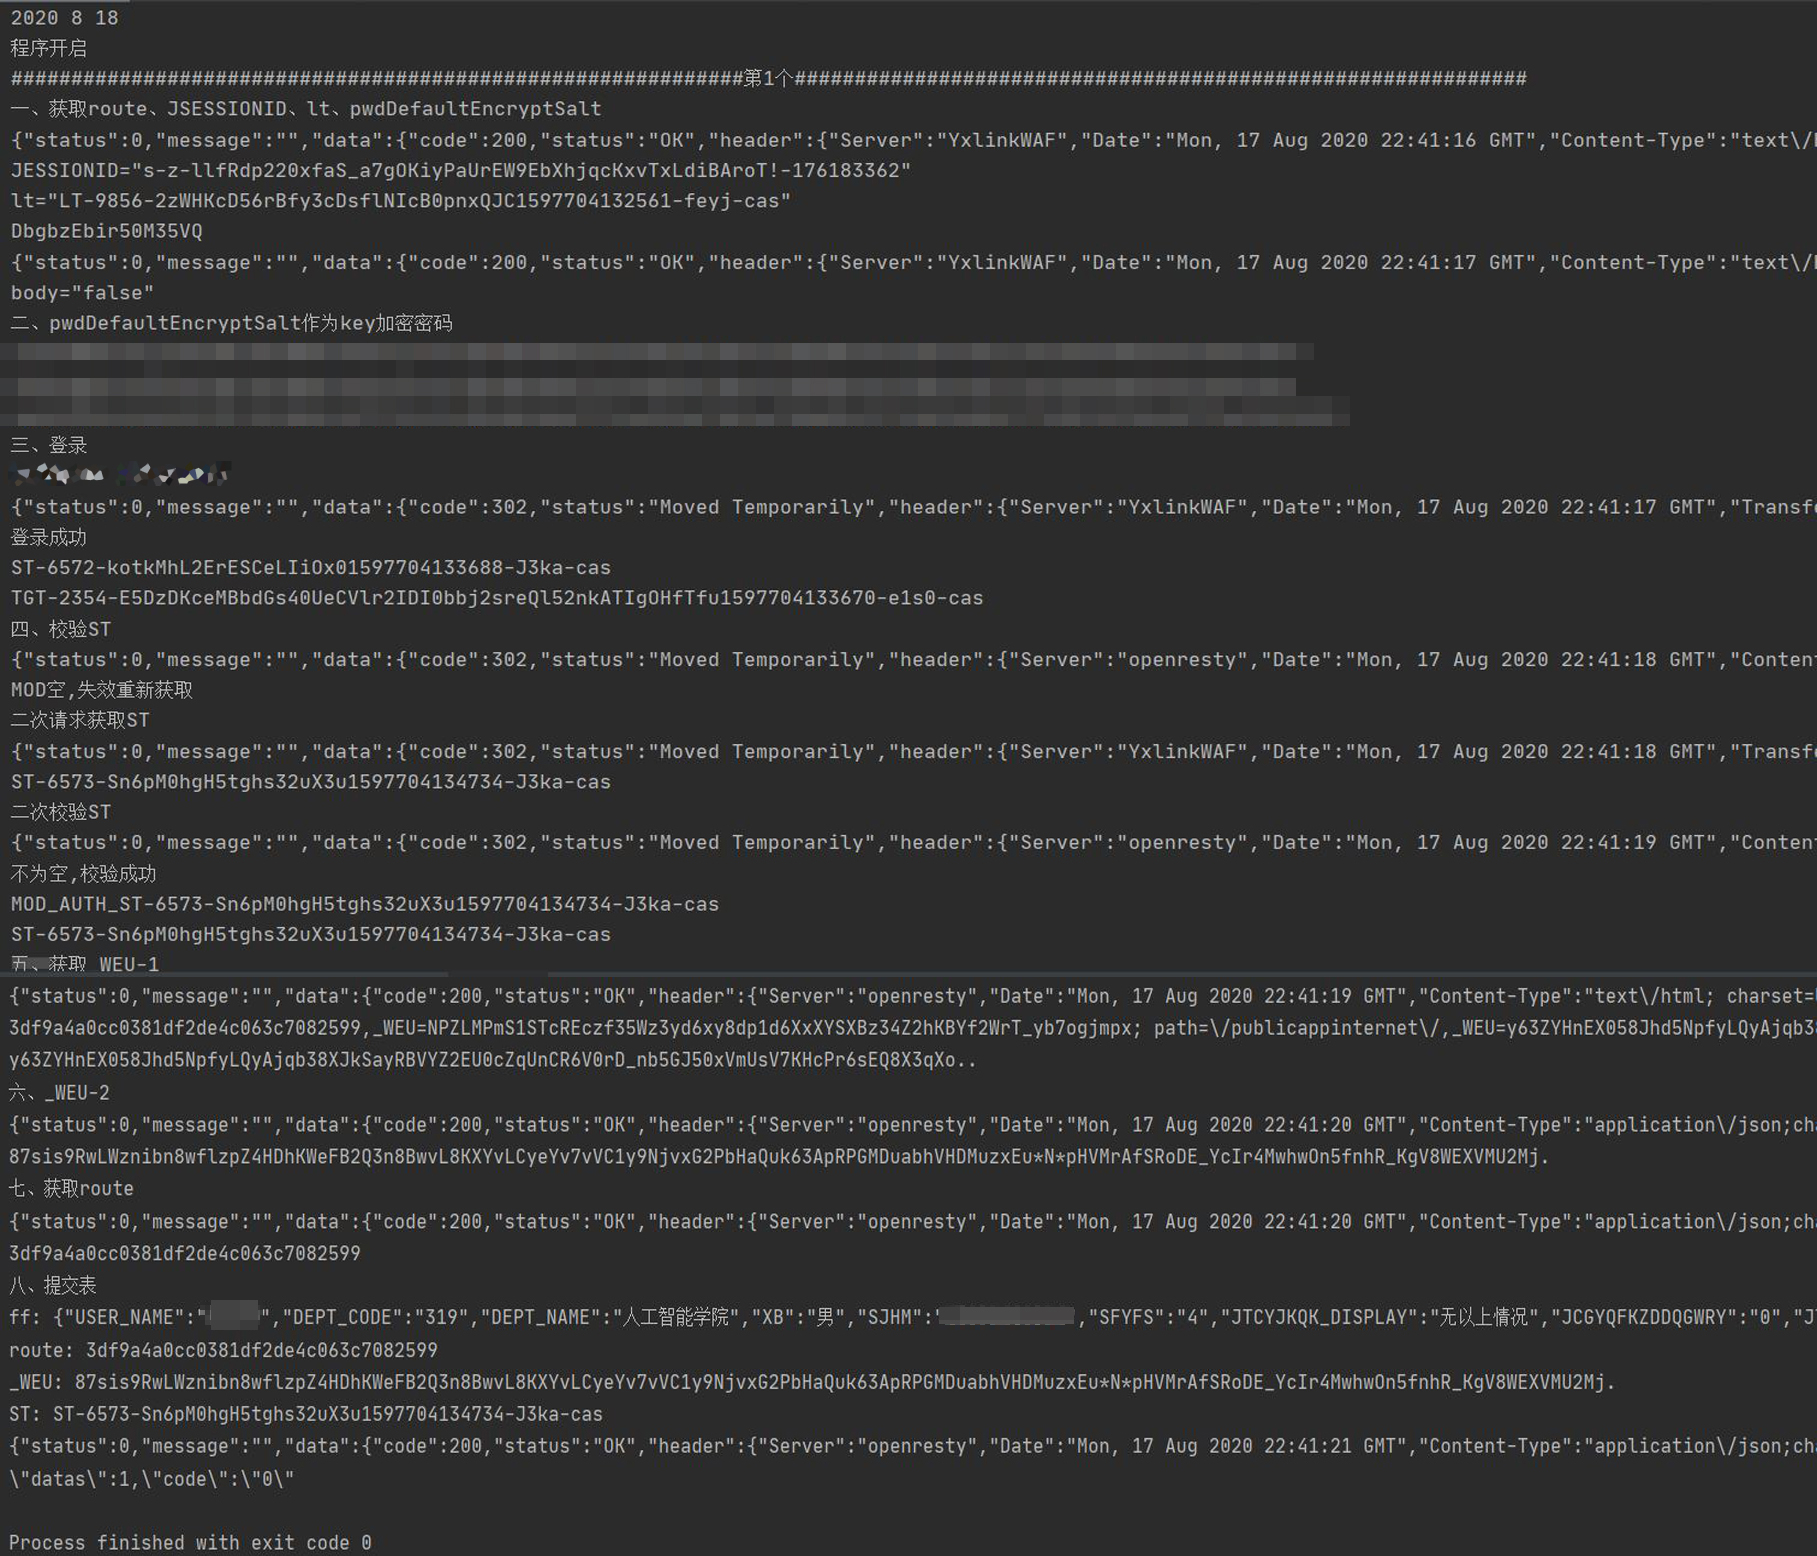 2020 8 18
程序开启
#############################################################第1个#############################################################
一、获取route、JSESSIONID、lt、pwdDefaultEncryptSalt
{"status":0,"message":"","data":{"code":200,"status":"OK","header":{"Server":"YxlinkWAF","Date":"Mon, 17 Aug 2020 22:41:16 GMT","Content-Type":"text\/
JESSIONID="s-z-llfRdp220xfaS_a7gOKiyPaUrEW9EbXhjqcKxvTxLdiBAroT!-176183362"
lt="LT-9856-2zWHKcD56rBfy3cDsflNIcB0pnxQJC1597704132561-feyj-cas"
DbgbzEbir50M35VQ
{"status":0,"message":"","data":{"code":200,"status":"OK","header":{"Server":"YxlinkWAF","Date":"Mon, 17 Aug 2020 22:41:17 GMT","Content-Type":"text\/
body="false"
二、pwdDefaultEncryptSalt作为key加密密码
三、登录
{"status":0,"message":"","data":{"code":302,"status":"Moved Temporarily","header":{"Server":"YxlinkWAF","Date":"Mon, 17 Aug 2020 22:41:17 GMT","Transf
登录成功
ST-6572-kotkMhL2ErESCeLIiOx01597704133688-J3ka-cas
TGT-2354-E5DzDKceMBbdGs40UeCVlr2IDI0bbj2sreQl52nkATIgOHfTfu1597704133670-e1s0-cas
四、校验ST
{"status":0,"message":"","data":{"code":302,"status":"Moved Temporarily","header":{"Server":"openresty","Date":"Mon, 17 Aug 2020 22:41:18 GMT","Conten
MOD空,失效重新获取
二次请求获取ST
{"status":0,"message":"","data":{"code":302,"status":"Moved Temporarily","header":{"Server":"YxlinkWAF","Date":"Mon, 17 Aug 2020 22:41:18 GMT","Transf
ST-6573-Sn6pM0hgH5tghs32uX3u1597704134734-J3ka-cas
二次校验ST
{"status":0,"message":"","data":{"code":302,"status":"Moved Temporarily","header":{"Server":"openresty","Date":"Mon, 17 Aug 2020 22:41:19 GMT","Conten
不为空,校验成功
MOD_AUTH_ST-6573-Sn6pM0hgH5tghs32uX3u1597704134734-J3ka-cas
ST-6573-Sn6pM0hgH5tghs32uX3u1597704134734-J3ka-cas
五、获取_WEU-1
{"status":0,"message":"","data":{"code":200,"status":"OK","header":{"Server":"openresty","Date":"Mon, 17 Aug 2020 22:41:19 GMT","Content-Type":"text\/html; charset=
3df9a4a0cc0381df2de4c063c7082599,_WEU=NPZLMPmS1STcREczf35Wz3yd6xy8dp1d6XxXYSXBz34Z2hKBYf2WrT_yb7ogjmpx; path=\/publicappinternet\/,_WEU=y63ZYHnEX058Jhd5NpfyLQyAjqb3
y63ZYHnEX058Jhd5NpfyLQyAjqb38XJkSayRBVYZ2EU0cZqUnCR6V0rD_nb5GJ50xVmUsV7KHcPr6sEQ8X3qXo..
六、_WEU-2
{"status":0,"message":"","data":{"code":200,"status":"OK","header":{"Server":"openresty","Date":"Mon, 17 Aug 2020 22:41:20 GMT","Content-Type":"application\/json;cha
87sis9RwLWznibn8wflzpZ4HDhKWeFB2Q3n8BwvL8KXYvLCyeYv7vVC1y9NjvxG2PbHaQuk63ApRPGMDuabhVHDMuzxEu*N*pHVMrAfSRoDE_YcIr4MwhwOn5fnhR_KgV8WEXVMU2Mj.
七、获取route
{"status":0,"message":"","data":{"code":200,"status":"OK","header":{"Server":"openresty","Date":"Mon, 17 Aug 2020 22:41:20 GMT","Content-Type":"application\/json;cha
3df9a4a0cc0381df2de4c063c7082599
八、提交表
ff: {"USER_NAME":"","DEPT_CODE":"319","DEPT_NAME":"人工智能学院","XB":"男","SJHM": ,"SFYFS":"4","JTCYJKQK_DISPLAY":"无以上情况","JCGYQFKZDDQGWRY":"0","J
route: 3df9a4a0cc0381df2de4c063c7082599
_WEU: 87sis9RwLWznibn8wflzpZ4HDhKWeFB2Q3n8BwvL8KXYvLCyeYv7vVC1y9NjvxG2PbHaQuk63ApRPGMDuabhVHDMuzxEu*N*pHVMrAfSRoDE_YcIr4MwhwOn5fnhR_KgV8WEXVMU2Mj.
ST: ST-6573-Sn6pM0hgH5tghs32uX3u1597704134734-J3ka-cas
{"status":0,"message":"","data":{"code":200,"status":"OK","header":{"Server":"openresty","Date":"Mon, 17 Aug 2020 22:41:21 GMT","Content-Type":"application\/json;cha
\"datas\":1,\"code\":\"0\"
Process finished with exit code 0